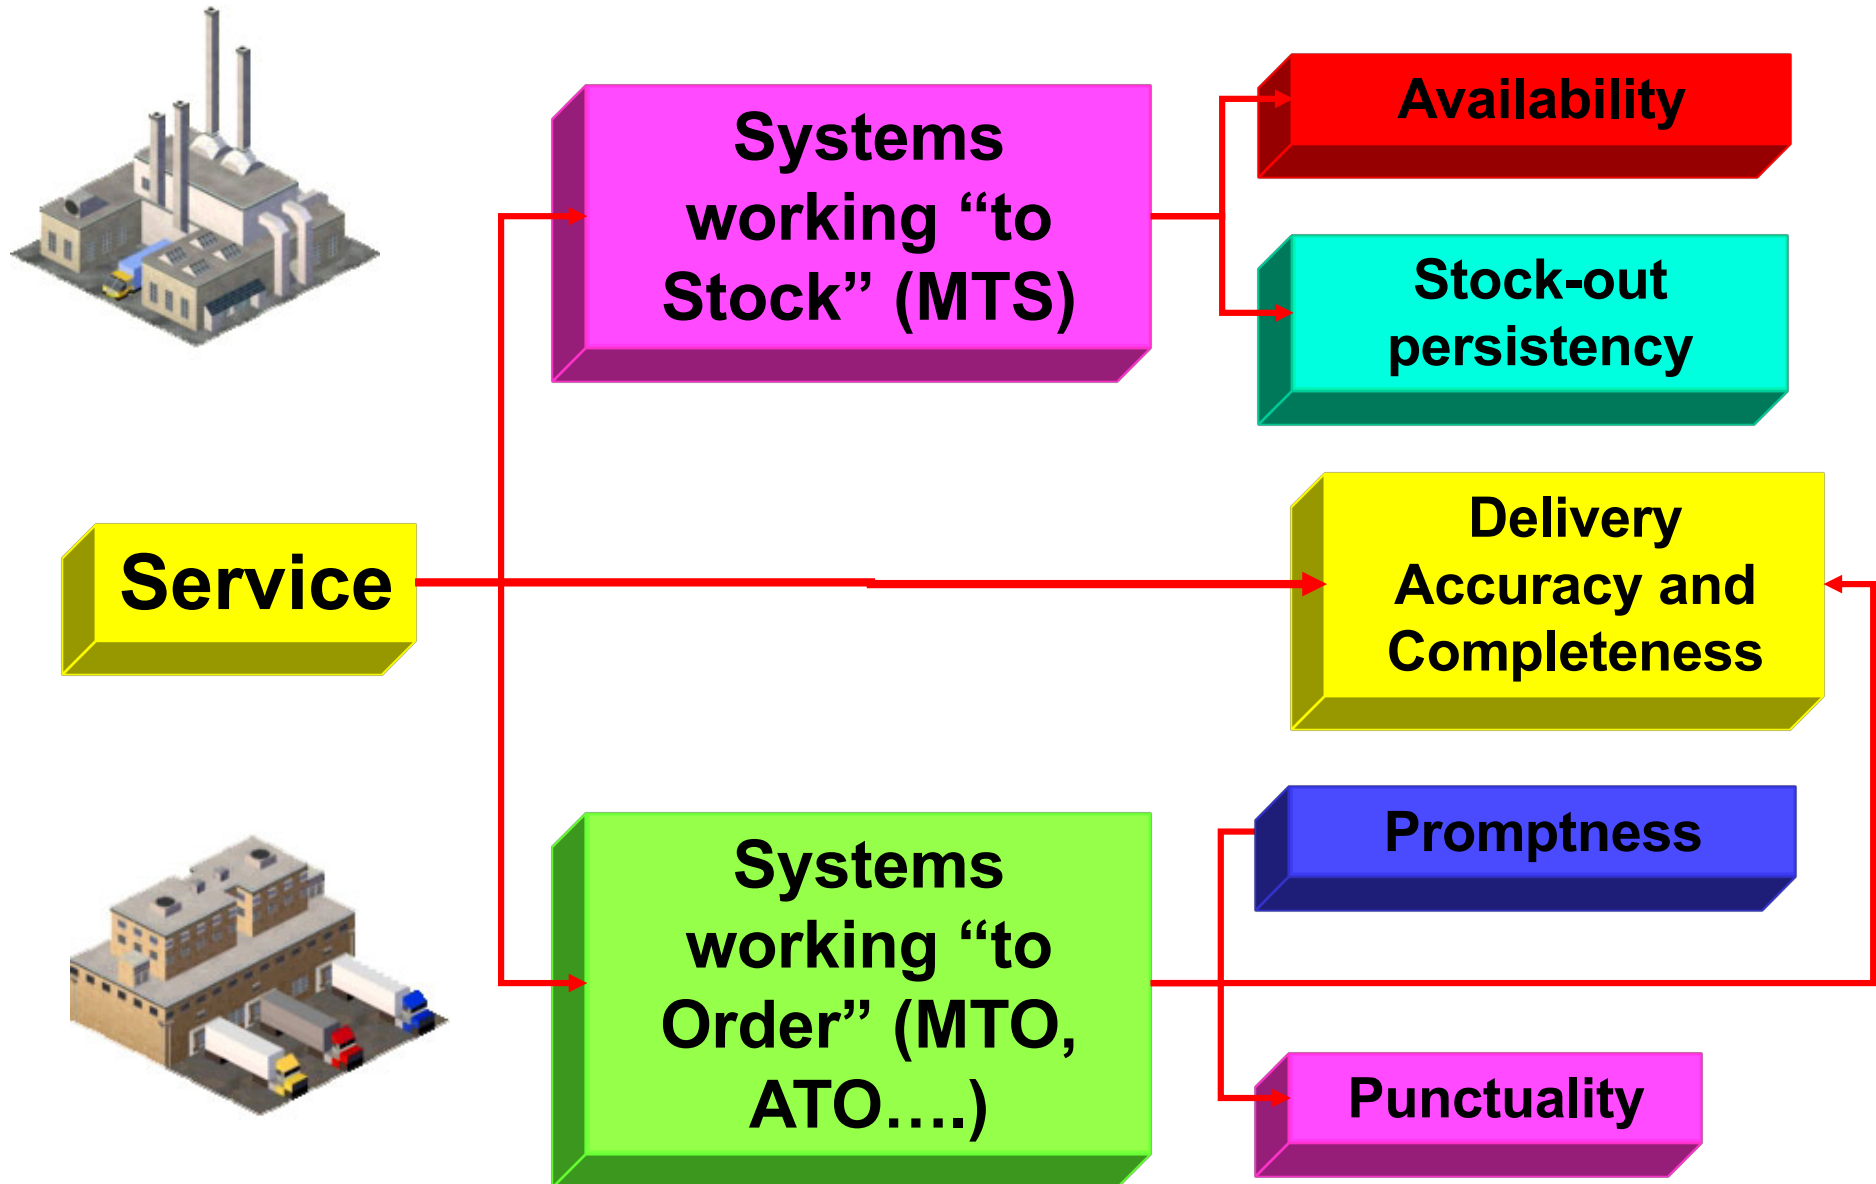 Systems
working “to
Stock” (MTS)
Availability
Stock-out
persistency
Service
Delivery
Accuracy and
Completeness
Systems
working “to
Order” (MTO,
ATO….)
Promptness
Punctuality